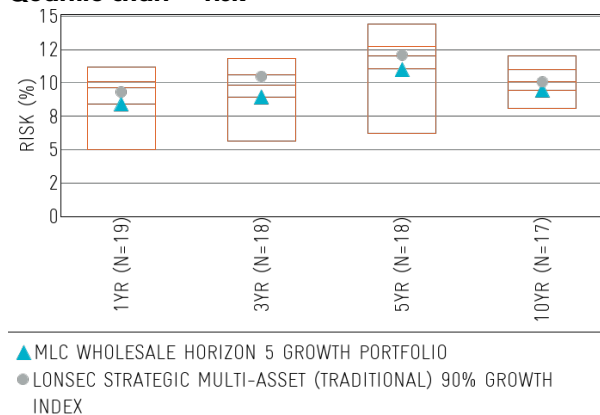 Quartile chart – risk
15
12
10
8
5
2
0
RISK (%)
1YR (N=19)
3YR (N=18)
5YR (N=18)
10YR (N=17)
MLC WHOLESALE HORIZON 5 GROWTH PORTFOLIO
LONSEC STRATEGIC MULTI-ASSET (TRADITIONAL) 90% GROWTH
INDEX